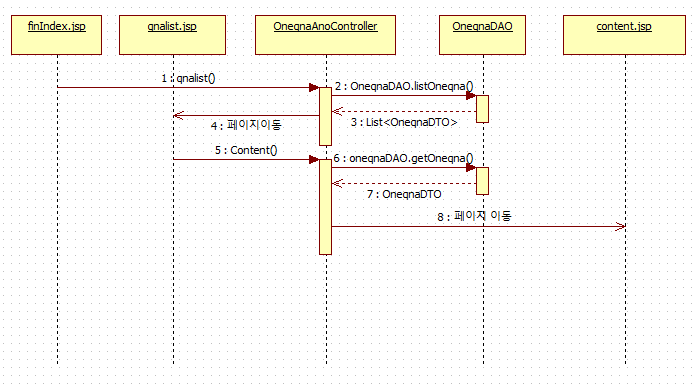 finIndex.jsp
qnalist.jsp
OneqnaAnoController
OneqnaDAO
content.jsp
1 : qnalist()
2 : OneqnaDAO.listOneqna()
3 : List<OneqnaDTO>
4 : 페이지이동
5 : Content()
6 : oneqnaDAO.getOneqna()
7 : OneqnaDTO
8 : 페이지 이동